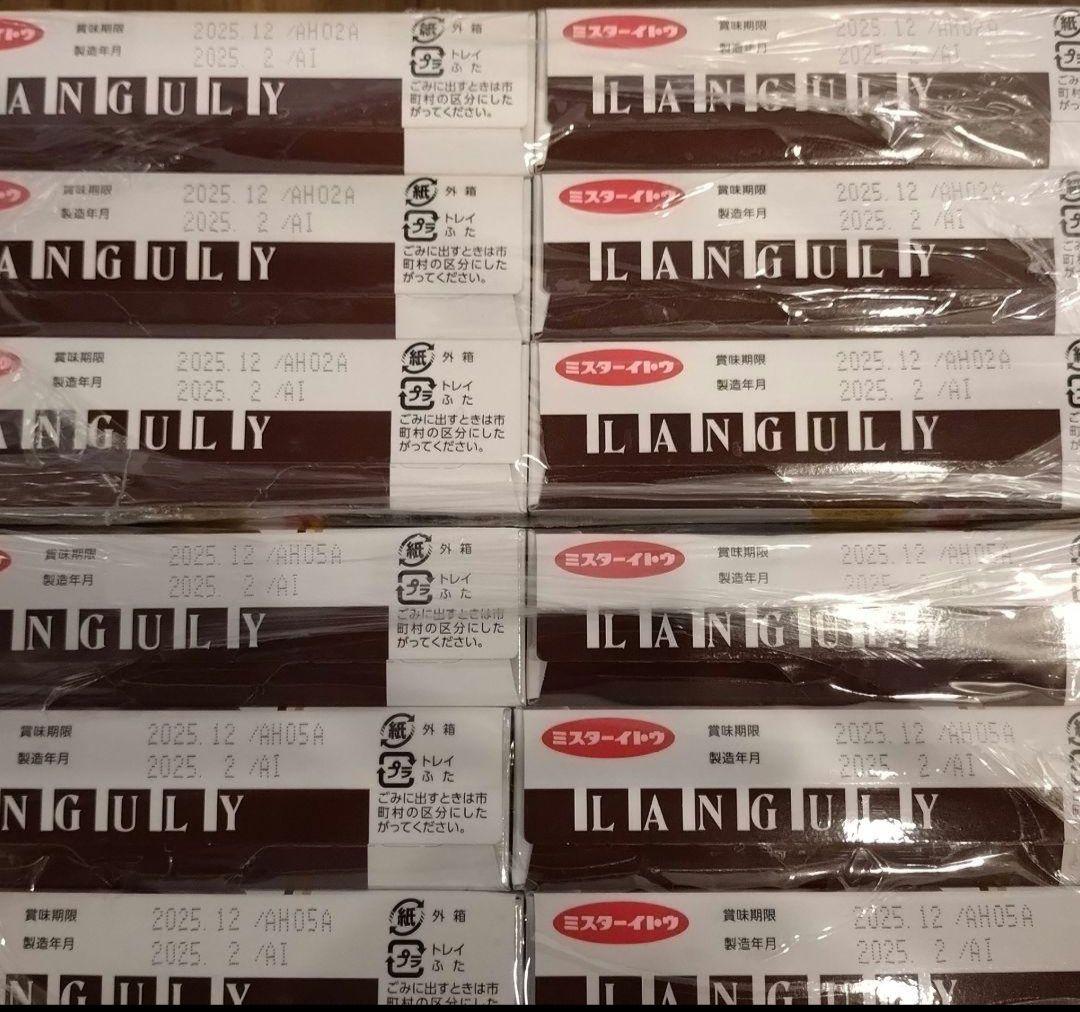 イトウ
賞味期限 2025.12 /AH02A
製造年月 2025. 2 /AI
紙 外箱
プラ トレイ
ふた
ごみに出すときは市
町村の区分にした
がってください。
ANGULY
ミスターイトウ
賞味期限 2025.12 /AH02A
製造年月 2025. 2 /AI
LANGULY
賞味期限 2025.12 /AH02A
製造年月 2025. 2 /AI
紙 外箱
プラ トレイ
ふた
ごみに出すときは市
町村の区分にした
がってください。
ANGULY
ミスターイトウ
賞味期限 2025.12 /AH02A
製造年月 2025. 2 /AI
LANGULY
賞味期限 2025.12 /AH02A
製造年月 2025. 2 /AI
紙 外箱
プラ トレイ
ふた
ごみに出すときは市
町村の区分にした
がってください。
ANGULY
ミスターイトウ
賞味期限 2025.12 /AH02A
製造年月 2025. 2 /AI
LANGULY
賞味期限 2025.12 /AH05A
製造年月 2025. 2 /AI
紙 外箱
プラ トレイ
ふた
ごみに出すときは市
町村の区分にした
がってください。
NGULY
ミスターイトウ
賞味期限 2025.12 /AH05A
製造年月 2025. 2 /AI
LANGULY
賞味期限 2025.12 /AH05A
製造年月 2025. 2 /AI
紙 外箱
プラ トレイ
ふた
ごみに出すときは市
町村の区分にした
がってください。
NGULY
ミスターイトウ
賞味期限 2025.12 /AH05A
製造年月 2025. 2 /AI
LANGULY
賞味期限 2025.12 /AH05A
製造年月 2025. 2 /AI
紙 外箱
プラ トレイ
ふた
ごみに出すときは市
町村の区分にした
NGULY
ミスターイトウ
賞味期限 2025.12 /AH05A
製造年月 2025. 2 /AI
LANGULY